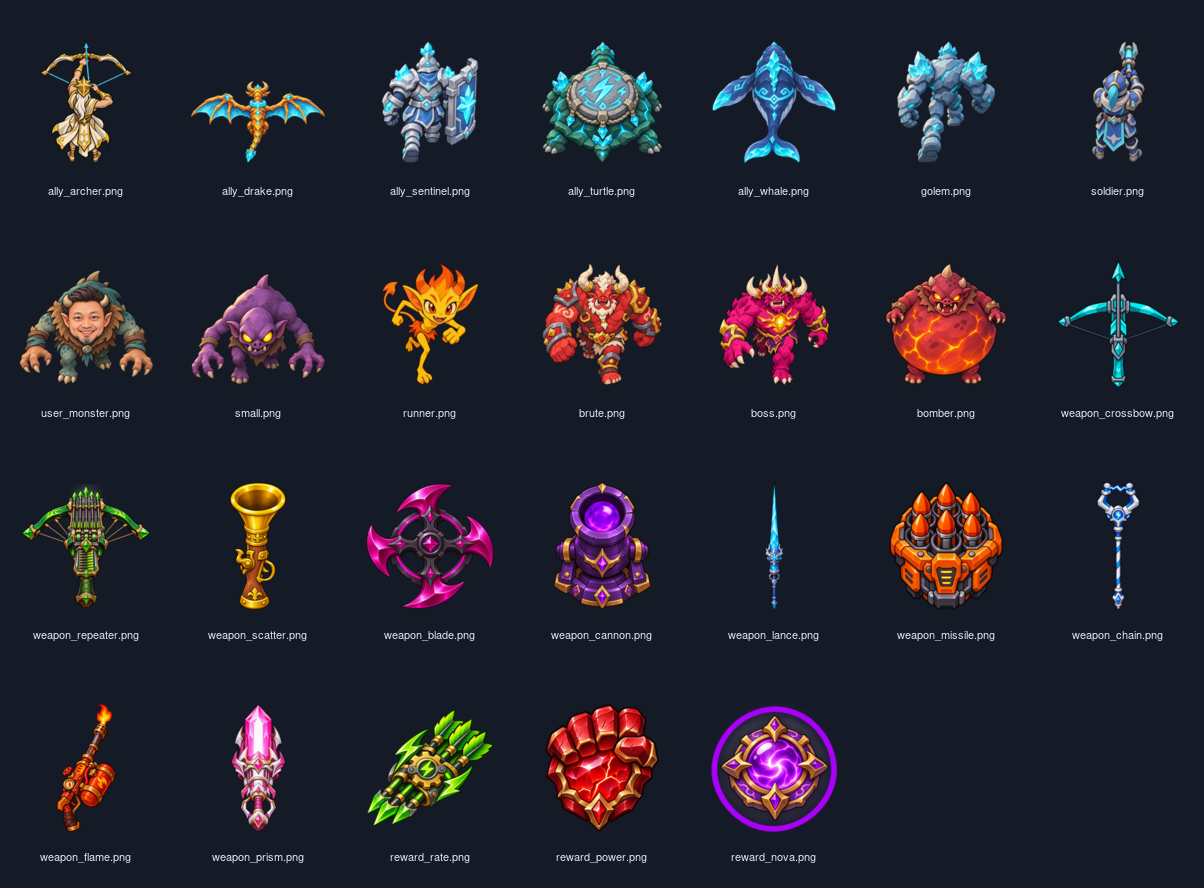 ally_archer.png
ally_drake.png
ally_sentinel.png
ally_turtle.png
ally_whale.png
golem.png
soldier.png
user_monster.png
small.png
runner.png
brute.png
boss.png
bomber.png
weapon_crossbow.png
weapon_repeater.png
weapon_scatter.png
weapon_blade.png
weapon_cannon.png
weapon_lance.png
weapon_missile.png
weapon_chain.png
weapon_flame.png
weapon_prism.png
reward_rate.png
reward_power.png
reward_nova.png